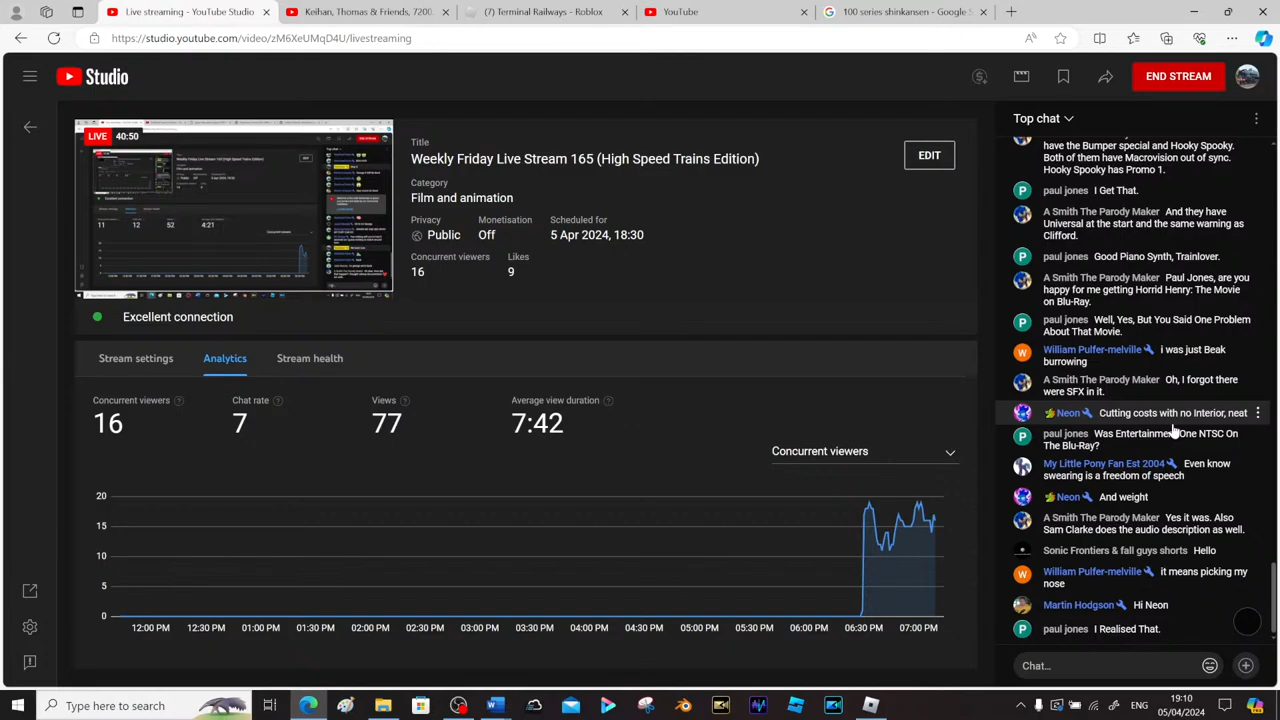 Live streaming - YouTube Studio
Keihan, Thomas & Friends, 7200
(7) Terminal Railways - Roblox
YouTube
100 series shinkansen - Google S
https://studio.youtube.com/video/zM6XeUMqD4U/livestreaming
Studio
END STREAM
LIVE 40:50
Title
Weekly Friday Live Stream 165 (High Speed Trains Edition)
EDIT
Category
Film and animation
Privacy Monetisation Scheduled for
Public Off 5 Apr 2024, 18:30
Concurrent viewers Likes
16 9
Excellent connection
Stream settings Analytics Stream health
Concurrent viewers Chat rate Views Average view duration
16 7 77 7:42
Concurrent viewers
20
15
10
5
0
12:00 PM 12:30 PM 01:00 PM 01:30 PM 02:00 PM 02:30 PM 03:00 PM 03:30 PM 04:00 PM 04:30 PM 05:00 PM 05:30 PM 06:00 PM 06:30 PM 07:00 PM
Top chat
for the Bumper special and Hooky Spooky.
Both of them have Macrovision out of sync.
Hooky Spooky has Promo 1.
paul jones I Get That.
A Smith The Parody Maker And they have
Universal at the start and the same warning as
Clifford.
paul jones Good news Synth, Trainlover.
A Smith The Parody Maker Paul Jones, are you
happy for me getting Horrid Henry: The Movie
on Blu-Ray.
paul jones Well, Yes, But You Said One Problem
About That Movie.
William Pulfer-melville i was just Beak
burrowing
A Smith The Parody Maker Oh, I forgot there
were SFX in it.
Neon Cutting costs with no Interior, neat
paul jones Was Entertainment One NTSC On
The Blu-Ray?
My Little Pony Fan Est 2004 Even know
swearing is a freedom of speech
Neon And weight
A Smith The Parody Maker Yes it was. Also
Sam Clarke does the audio description as well.
Sonic Frontiers & fall guys shorts Hello
William Pulfer-melville it means picking my
nose
Martin Hodgson Hi Neon
paul jones I Realised That.
Chat...
Type here to search
ENG
19:10
05/04/2024